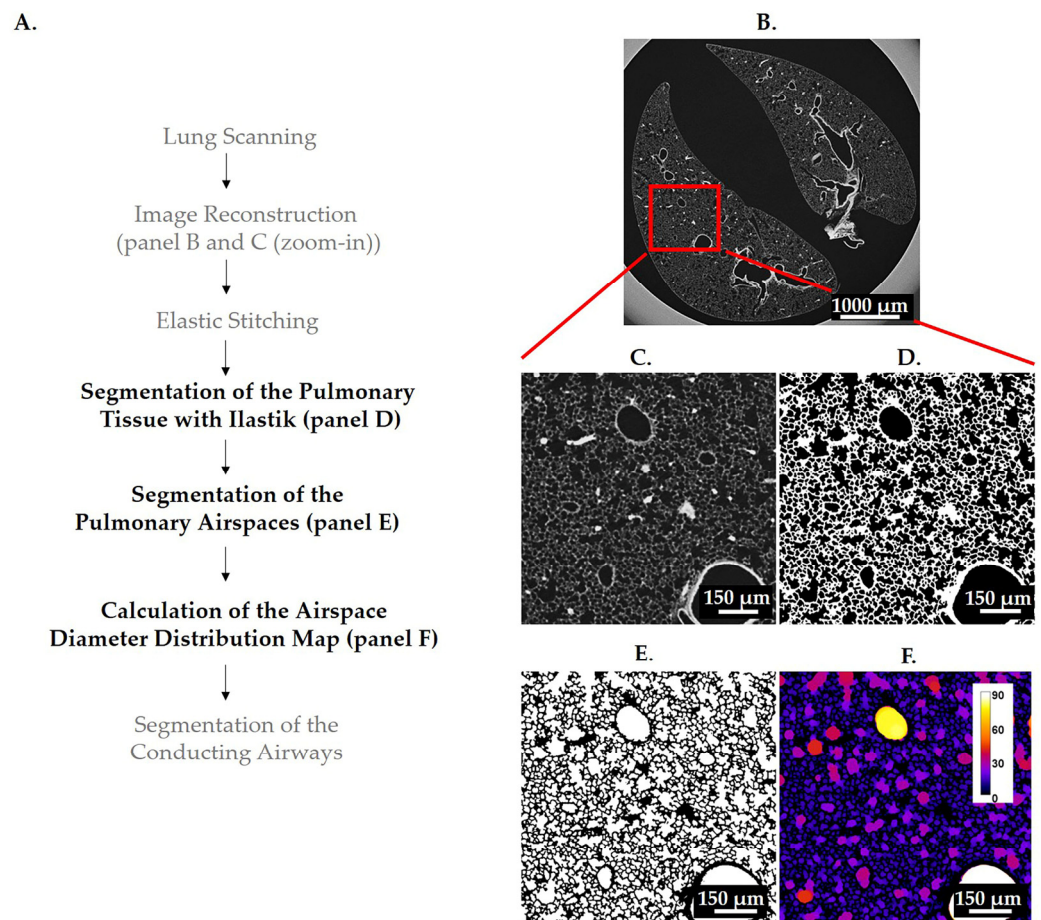 A.
Lung Scanning
Image Reconstruction
(panel B and C (zoom-in))
Elastic Stitching
Segmentation of the Pulmonary
Tissue with Ilastik (panel D)
Segmentation of the
Pulmonary Airspaces (panel E)
Calculation of the Airspace
Diameter Distribution Map (panel F)
Segmentation of the
Conducting Airways
B.
1000 µm
C.
150 µm
D.
150 µm
E.
150 µm
F.
90
60
30
0
150 µm